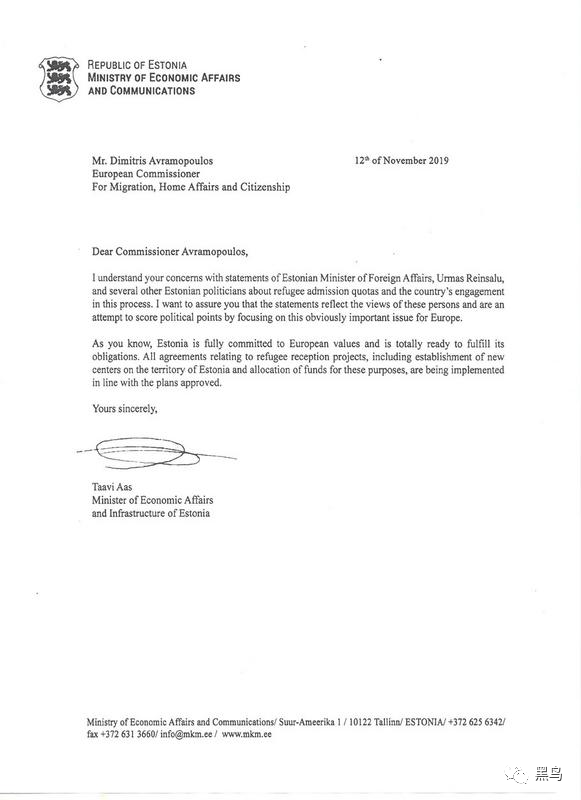 REPUBLIC OF ESTONIA
MINISTRY OF ECONOMIC AFFAIRS
AND COMMUNICATIONS
Mr. Dimitris Avramopoulos
12th of November 2019
European Commissioner
For Migration, Home Affairs and Citizenship
Dear Commissioner Avramopoulos,
I understand your concerns with statements of Estonian Minister of Foreign Affairs, Urmas Reinsalu,
and several other Estonian politicians about refugee admission quotas and the country's engagement
in this process. I want to assure you that the statements reflect the views of these persons and are an
attempt to score political points by focusing on this obviously important issue for Europe.
As you know, Estonia is fully committed to European values and is totally ready to fulfill its
obligations. All agreements relating to refugee reception projects, including establishment of new
centers on the territory of Estonia and allocation of funds for these purposes, are being implemented
in line with the plans approved.
Yours sincerely,
Taavi Aas
Minister of Economic Affairs
and Infrastructure of Estonia
Ministry of Economic Affairs and Communications/ Suur-Ameerika 1 / 10122 Tallinn/ ESTONIA/ +372 625 6342/
fax +372 631 3660/ info@mkm.ee / www.mkm.ee
黑鸟